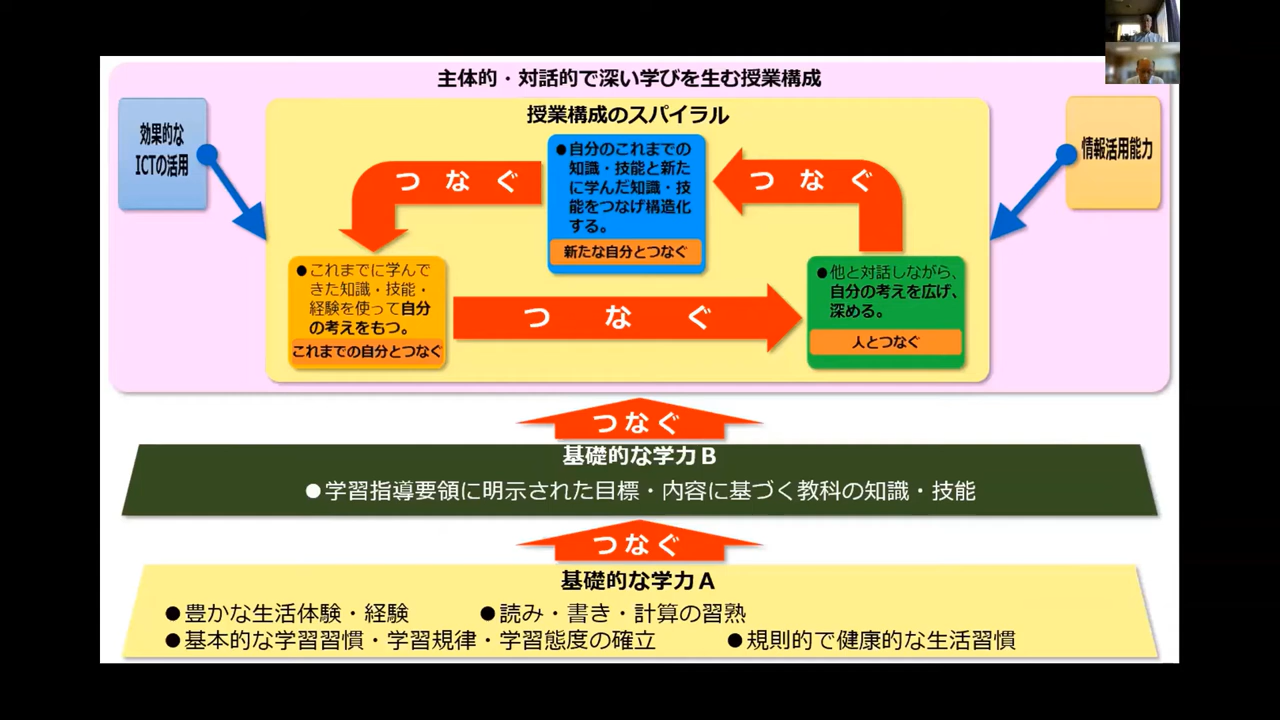 主体的・対話的で深い学びを生む授業構成
効果的な
ICTの活用
情報活用能力
授業構成のスパイラル
つなぐ
●自分のこれまでの
知識・技能と新た
に学んだ知識・技
能をつなげ構造化
する。
新たな自分とつなぐ
つなぐ
●これまでに学んで
きた知識・技能・
経験を使って自分
の考えをもつ。
これまでの自分とつなぐ
つなぐ
●他と対話しながら、
自分の考えを広げ、
深める。
人とつなぐ
つなぐ
基礎的な学力B
●学習指導要領に明示された目標・内容に基づく教科の知識・技能
つなぐ
基礎的な学力A
●豊かな生活体験・経験 ●読み・書き・計算の習熟
●基本的な学習習慣・学習規律・学習態度の確立 ●規則的で健康的な生活習慣